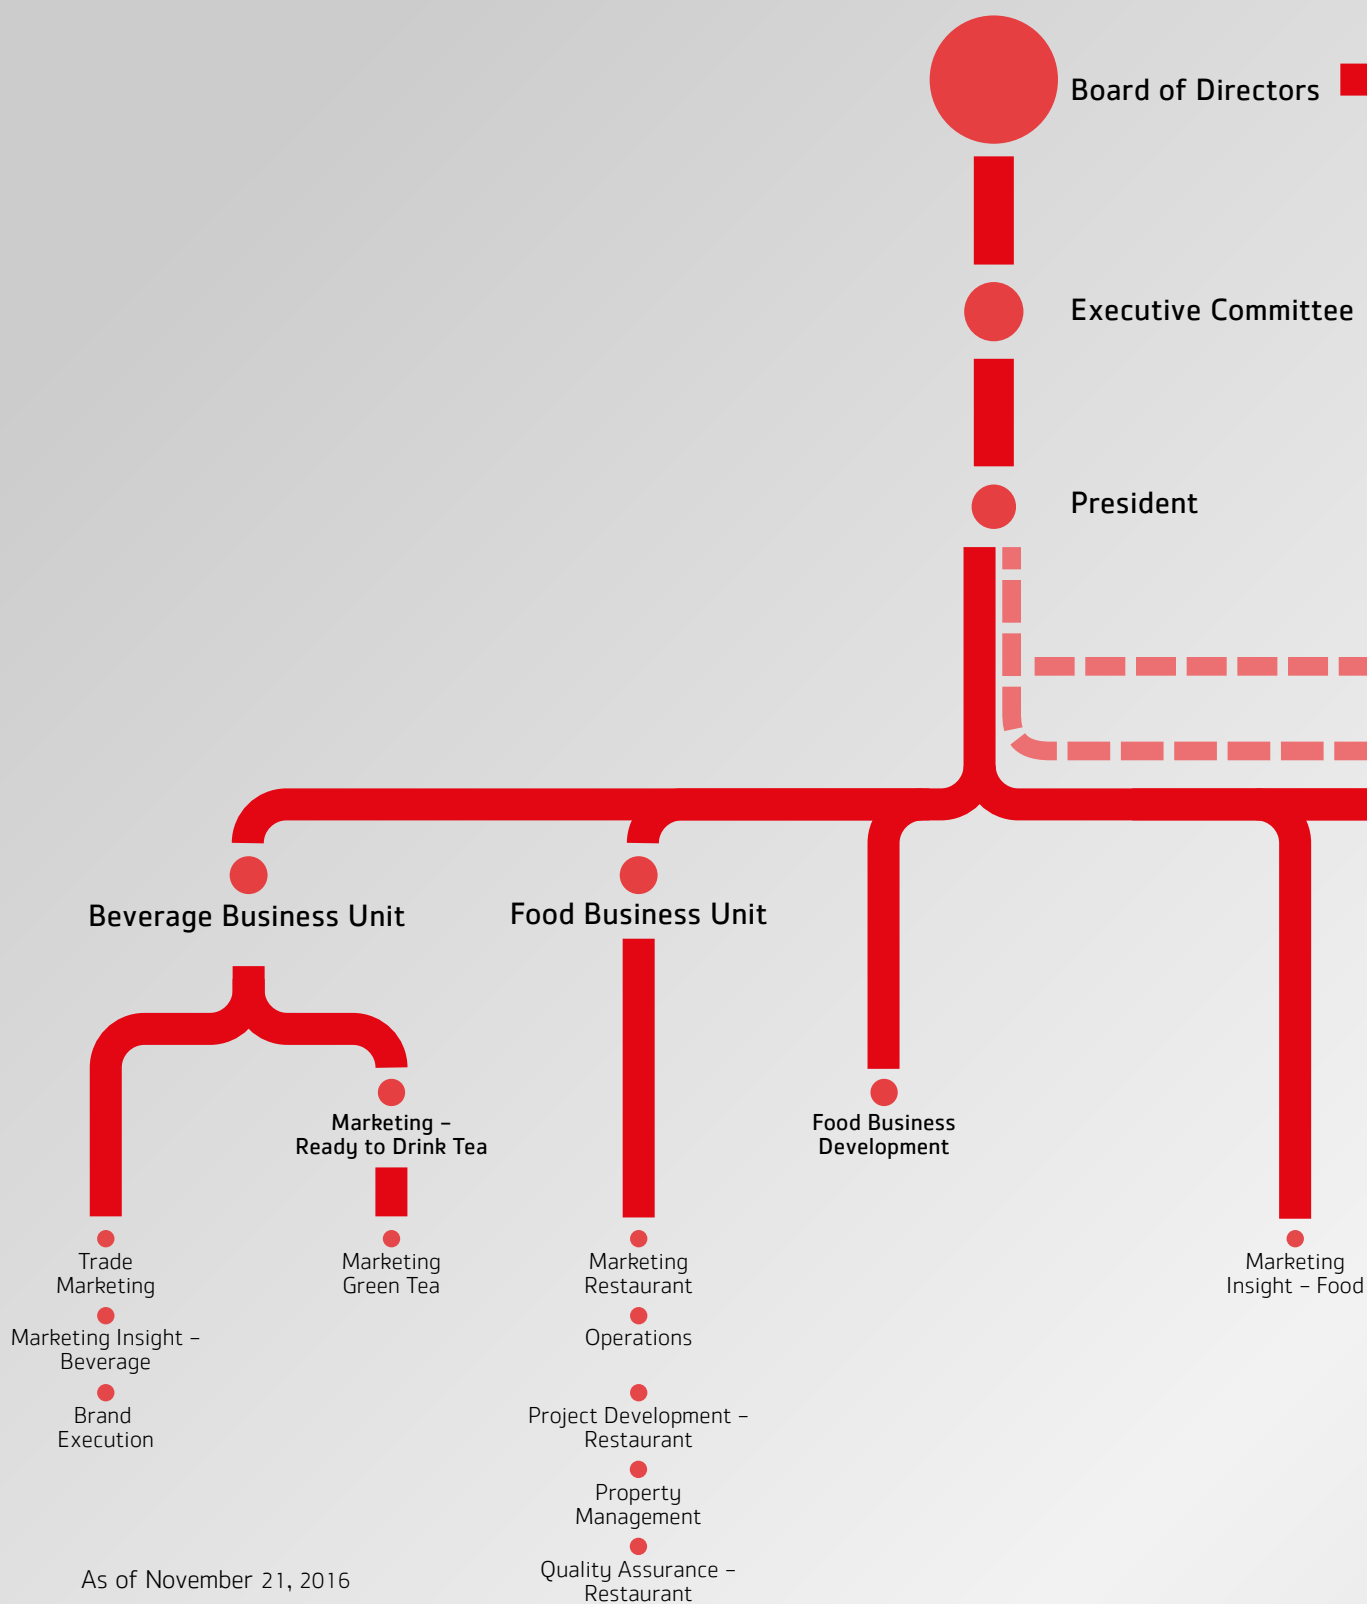 Board of Directors
Executive Committee
President
Beverage Business Unit
Food Business Unit
Marketing –
Ready to Drink Tea
Food Business
Development
Trade
Marketing
Marketing Insight –
Beverage
Brand
Execution
Marketing
Green Tea
Marketing
Restaurant
Operations
Project Development –
Restaurant
Property
Management
Quality Assurance –
Restaurant
Marketing
Insight – Food
As of November 21, 2016